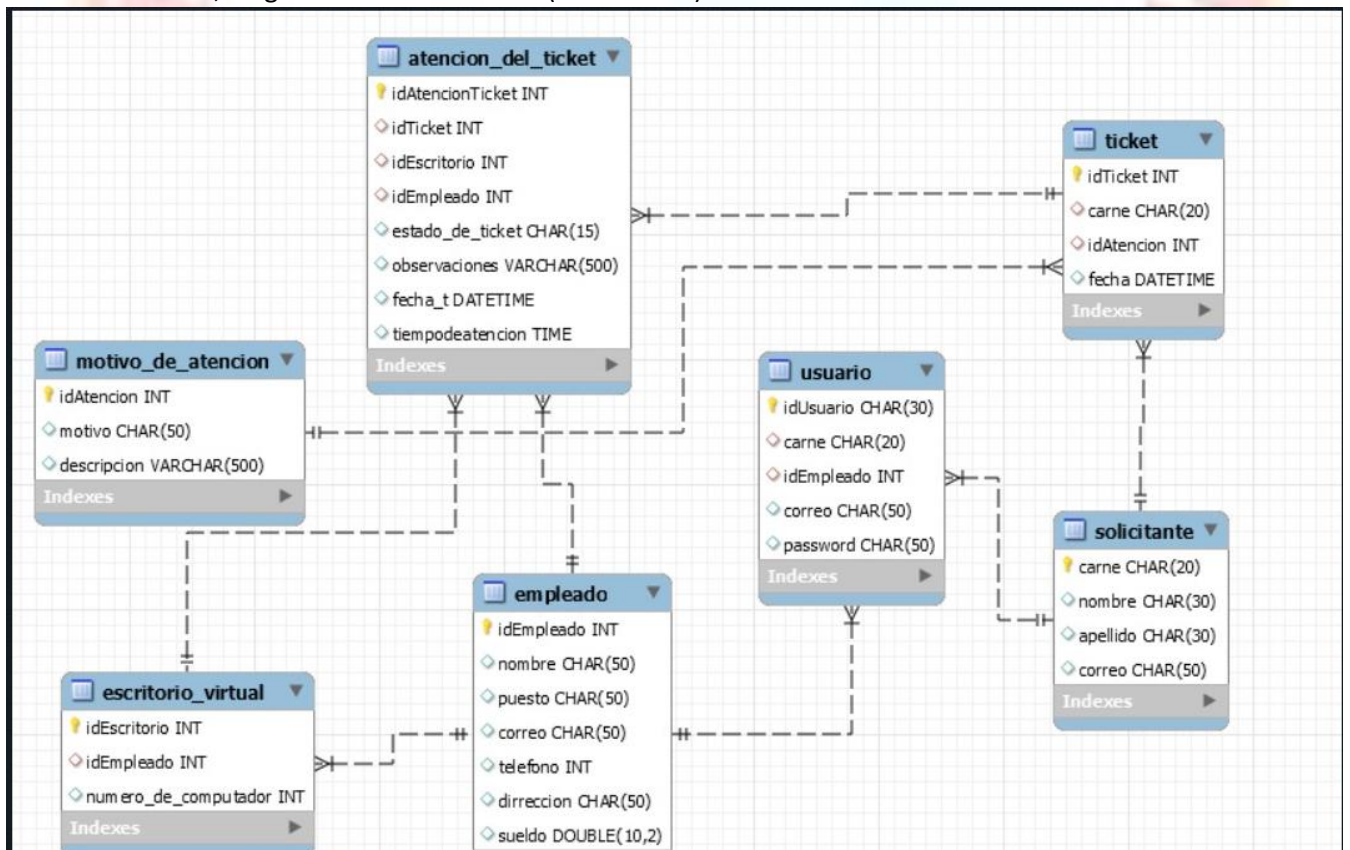 atencion_del_ticket
idAtencionTicket INT
idTicket INT
idEscritorio INT
idEmpleado INT
estado_de_ticket CHAR(15)
observaciones VARCHAR(500)
fecha_t DATETIME
tiempodeatencion TIME
Indexes
ticket
idTicket INT
carne CHAR(20)
idAtencion INT
fecha DATETIME
Indexes
motivo_de_atencion
idAtencion INT
motivo CHAR(50)
descripcion VARCHAR(500)
Indexes
usuario
idUsuario CHAR(30)
carne CHAR(20)
idEmpleado INT
correo CHAR(50)
password CHAR(50)
Indexes
solicitante
carne CHAR(20)
nombre CHAR(30)
apellido CHAR(30)
correo CHAR(50)
Indexes
empleado
idEmpleado INT
nombre CHAR(50)
puesto CHAR(50)
correo CHAR(50)
telefono INT
dirreccion CHAR(50)
sueldo DOUBLE(10,2)
escritorio_virtual
idEscritorio INT
idEmpleado INT
numero_de_computador INT
Indexes